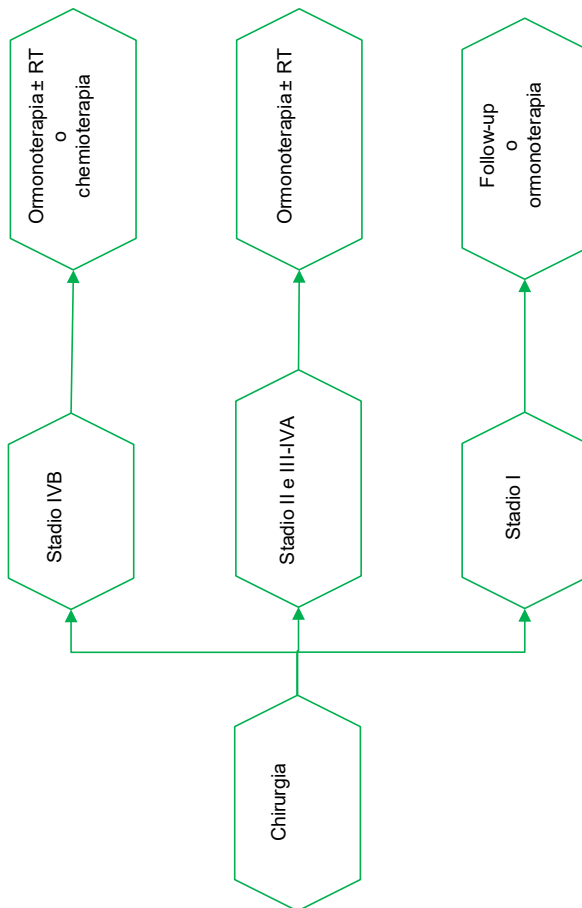 Chirurgia
Stadio I
Stadio II e III-IVA
Stadio IVB
Follow-up
o
ormonoterapia
Ormonoterapia± RT
Ormonoterapia± RT
o
chemioterapia